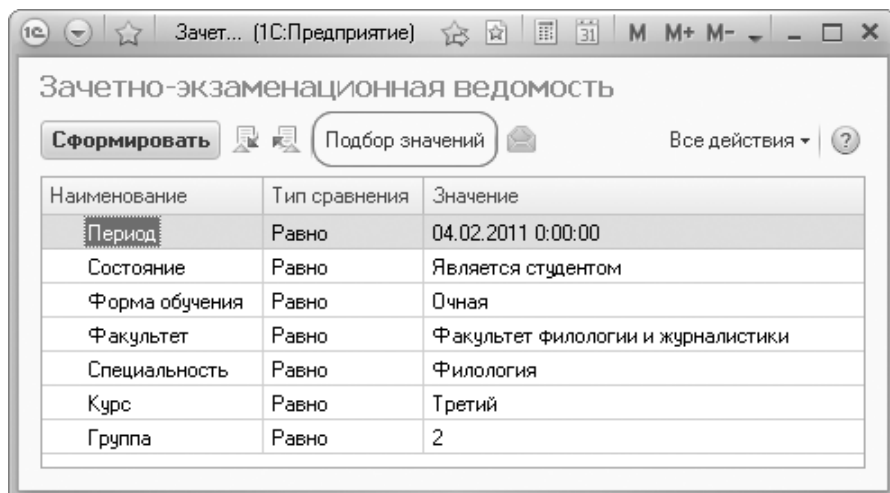 1С Зачет... (1С:Предприятие) 31 M M+ M-
Зачетно-экзаменационная ведомость
Сформировать Подбор значений Все действия ?
Наименование Тип сравнения Значение
Период Равно 04.02.2011 0:00:00
Состояние Равно Является студентом
Форма обучения Равно Очная
Факультет Равно Факультет филологии и журналистики
Специальность Равно Филология
Курс Равно Третий
Группа Равно 2